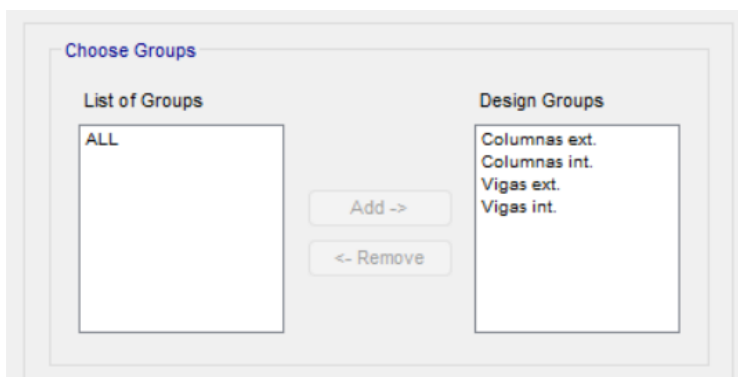 Choose Groups
List of Groups
Design Groups
ALL
Columnas ext.
Columnas int.
Vigas ext.
Vigas int.
Add ->
<- Remove